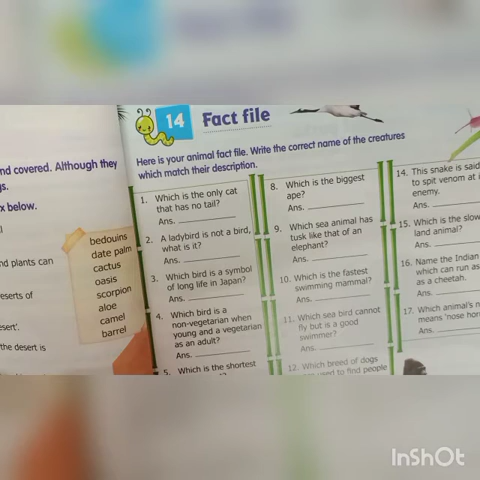 nd covered. Although they
gs.
x below.
nd plants can
eserts of
sert'.
the desert is
bedouins
date palm
cactus
oasis
scorpion
aloe
camel
barrel
14 Fact file
Here is your animal fact file. Write the correct name of the creatures
which match their description.
1. Which is the only cat
that has no tail?
Ans.
2. A ladybird is not a bird,
what is it?
Ans.
3. Which bird is a symbol
of long life in Japan?
Ans.
4. Which bird is a
non-vegetarian when
young and a vegetarian
as an adult?
Ans.
5. Which is the shortest
8. Which is the biggest
ape?
Ans.
9. Which sea animal has
tusk like that of an
elephant?
Ans.
10. Which is the fastest
swimming mammal?
Ans.
11. Which sea bird cannot
fly but is a good
swimmer?
Ans.
12. Which breed of dogs
used to find people
14. This snake is said
to spit venom at i
enemy.
Ans.
15. Which is the slow
land animal?
Ans.
16. Name the Indian
which can run as
as a cheetah.
Ans.
17. Which animal's n
means 'nose hor
Ans.
InShOt